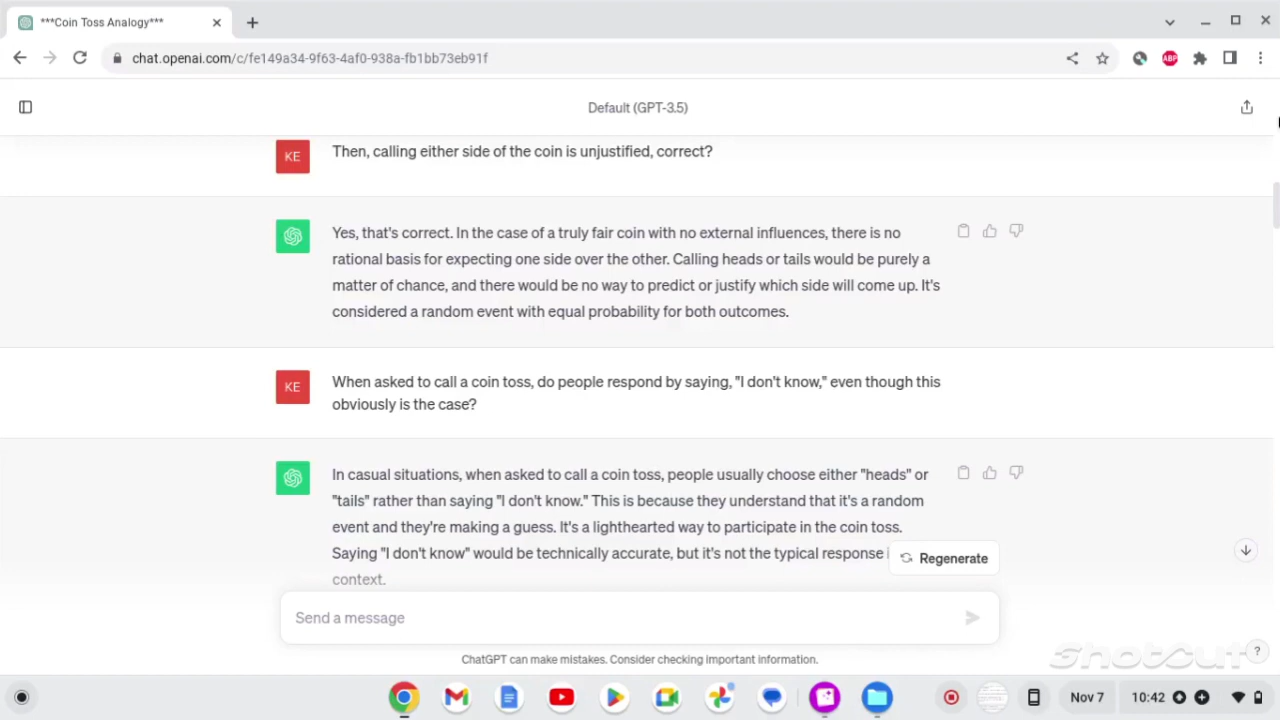 ***Coin Toss Analogy***
chat.openai.com/c/fe149a34-9f63-4af0-938a-fb1bb73eb91f
ABP
Default (GPT-3.5)
KE
Then, calling either side of the coin is unjustified, correct?
Yes, that's correct. In the case of a truly fair coin with no external influences, there is no
rational basis for expecting one side over the other. Calling heads or tails would be purely a
matter of chance, and there would be no way to predict or justify which side will come up. It's
considered a random event with equal probability for both outcomes.
KE
When asked to call a coin toss, do people respond by saying, "I don't know," even though this
obviously is the case?
In casual situations, when asked to call a coin toss, people usually choose either "heads" or
"tails" rather than saying "I don't know." This is because they understand that it's a random
event and they're making a guess. It's a lighthearted way to participate in the coin toss.
Saying "I don't know" would be technically accurate, but it's not the typical response
context.
Regenerate
Send a message
ChatGPT can make mistakes. Consider checking important information.
Shotcut
?
Nov 7
10:42